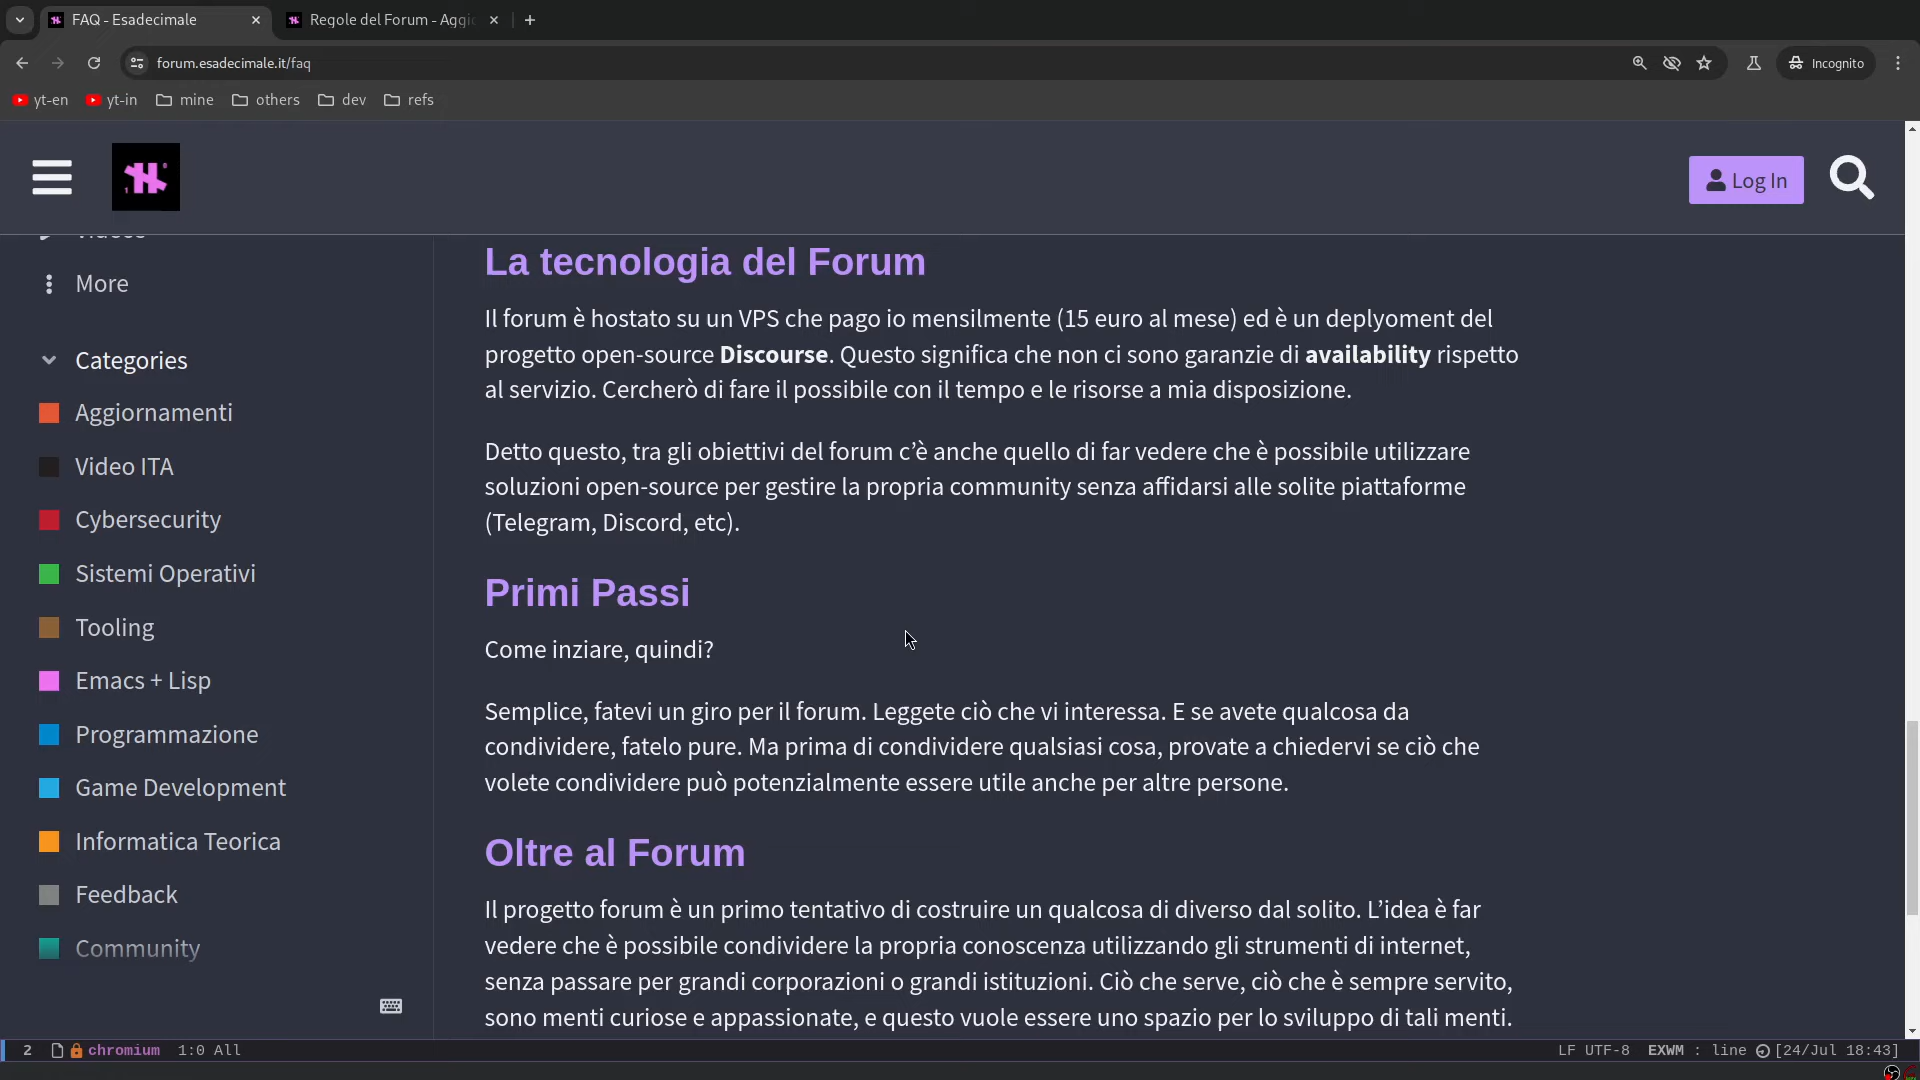 FAQ - Esadecimale
Regole del Forum - Aggi
forum.esadecimale.it/faq
Incognito
yt-en
yt-in
mine
others
dev
refs
Log In
More
Categories
Aggiornamenti
Video ITA
Cybersecurity
Sistemi Operativi
Tooling
Emacs + Lisp
Programmazione
Game Development
Informatica Teorica
Feedback
Community
La tecnologia del Forum
Il forum è hostato su un VPS che pago io mensilmente (15 euro al mese) ed è un deplyoment del
progetto open-source Discourse. Questo significa che non ci sono garanzie di availability rispetto
al servizio. Cercherò di fare il possibile con il tempo e le risorse a mia disposizione.
Detto questo, tra gli obiettivi del forum c’è anche quello di far vedere che è possibile utilizzare
soluzioni open-source per gestire la propria community senza affidarsi alle solite piattaforme
(Telegram, Discord, etc).
Primi Passi
Come inziare, quindi?
Semplice, fatevi un giro per il forum. Leggete ciò che vi interessa. E se avete qualcosa da
condividere, fatelo pure. Ma prima di condividere qualsiasi cosa, provate a chiedervi se ciò che
volete condividere può potenzialmente essere utile anche per altre persone.
Oltre al Forum
Il progetto forum è un primo tentativo di costruire un qualcosa di diverso dal solito. L’idea è far
vedere che è possibile condividere la propria conoscenza utilizzando gli strumenti di internet,
senza passare per grandi corporazioni o grandi istituzioni. Ciò che serve, ciò che è sempre servito,
sono menti curiose e appassionate, e questo vuole essere uno spazio per lo sviluppo di tali menti.
2 chromium 1:0 All
LF UTF-8 EXWM : line [24/Jul 18:43]